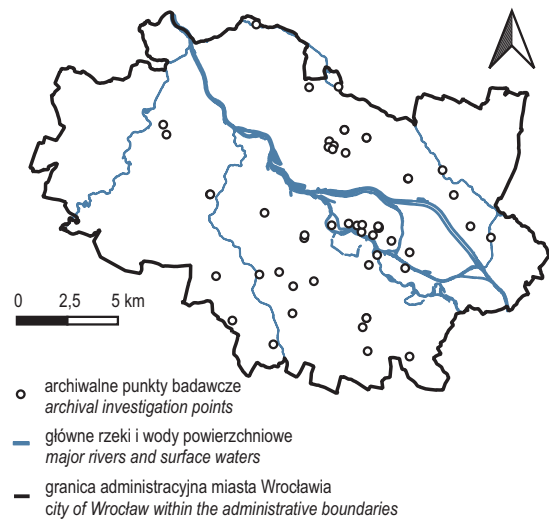 0 2,5 5 km
archiwalne punkty badawcze
archival investigation points
główne rzeki i wody powierzchniowe
major rivers and surface waters
granica administracyjna miasta Wrocławia
city of Wrocław within the administrative boundaries